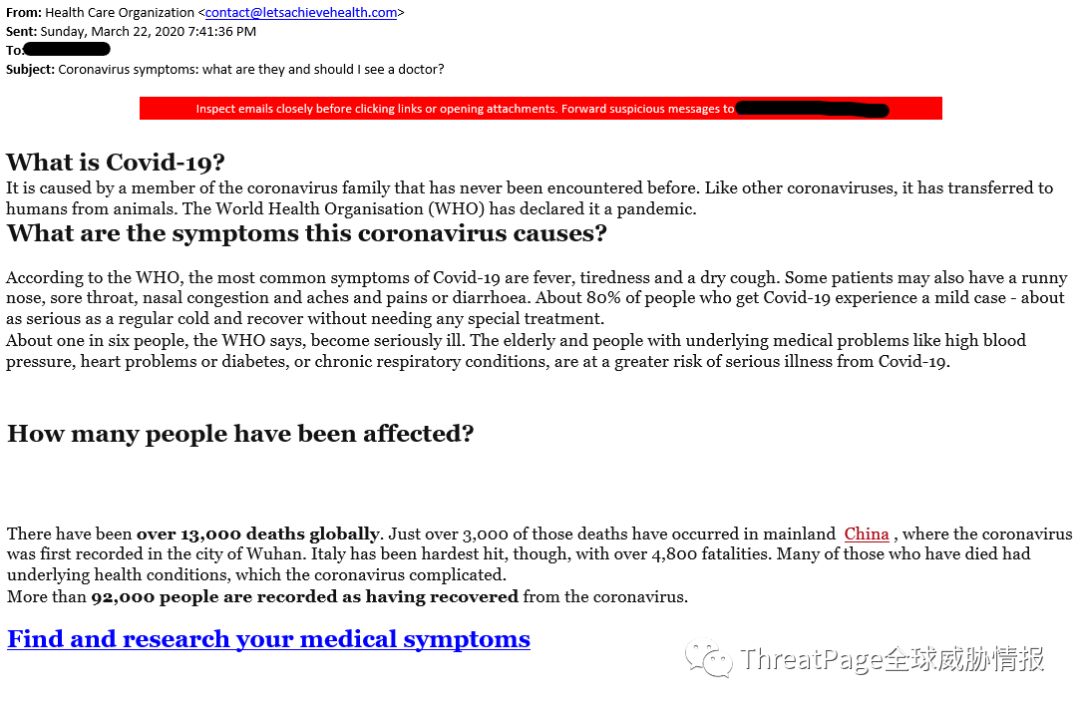 From: Health Care Organization <contact@letsachievehealth.com>
Sent: Sunday, March 22, 2020 7:41:36 PM
To:
Subject: Coronavirus symptoms: what are they and should I see a doctor?
Inspect emails closely before clicking links or opening attachments. Forward suspicious messages to
What is Covid-19?
It is caused by a member of the coronavirus family that has never been encountered before. Like other coronaviruses, it has transferred to
humans from animals. The World Health Organisation (WHO) has declared it a pandemic.
What are the symptoms this coronavirus causes?
According to the WHO, the most common symptoms of Covid-19 are fever, tiredness and a dry cough. Some patients may also have a runny
nose, sore throat, nasal congestion and aches and pains or diarrhoea. About 80% of people who get Covid-19 experience a mild case - about
as serious as a regular cold and recover without needing any special treatment.
About one in six people, the WHO says, become seriously ill. The elderly and people with underlying medical problems like high blood
pressure, heart problems or diabetes, or chronic respiratory conditions, are at a greater risk of serious illness from Covid-19.
How many people have been affected?
There have been over 13,000 deaths globally. Just over 3,000 of those deaths have occurred in mainland China , where the coronavirus
was first recorded in the city of Wuhan. Italy has been hardest hit, though, with over 4,800 fatalities. Many of those who have died had
underlying health conditions, which the coronavirus complicated.
More than 92,000 people are recorded as having recovered from the coronavirus.
Find and research your medical symptoms
ThreatPage全球威胁情报